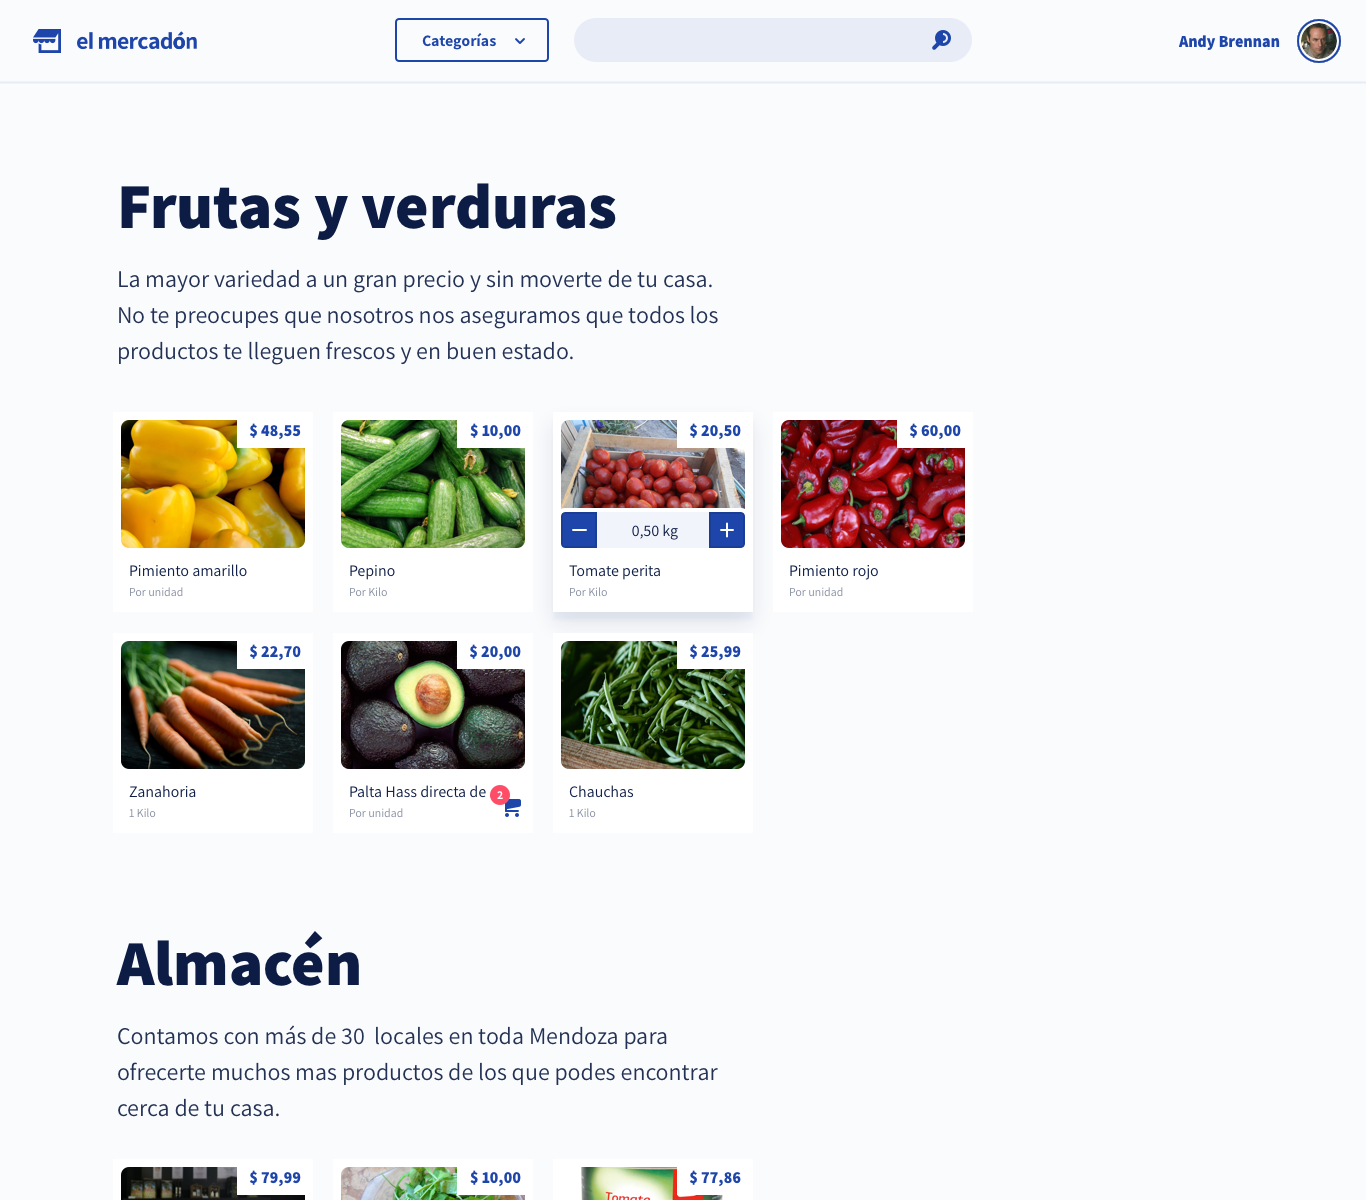 el mercadón
Categorías
Andy Brennan
Frutas y verduras
La mayor variedad a un gran precio y sin moverte de tu casa.
No te preocupes que nosotros nos aseguramos que todos los
productos te lleguen frescos y en buen estado.
$ 48,55
$ 10,00
$ 20,50
$ 60,00
0,50 kg
Pimiento amarillo
Por unidad
Pepino
Por Kilo
Tomate perita
Por Kilo
Pimiento rojo
Por unidad
$ 22,70
$ 20,00
$ 25,99
Zanahoria
1 Kilo
Palta Hass directa de
2
Por unidad
Chauchas
1 Kilo
Almacén
Contamos con más de 30  locales en toda Mendoza para
ofrecerte muchos mas productos de los que podes encontrar
cerca de tu casa.
$ 79,99
$ 10,00
$ 77,86
Tomate